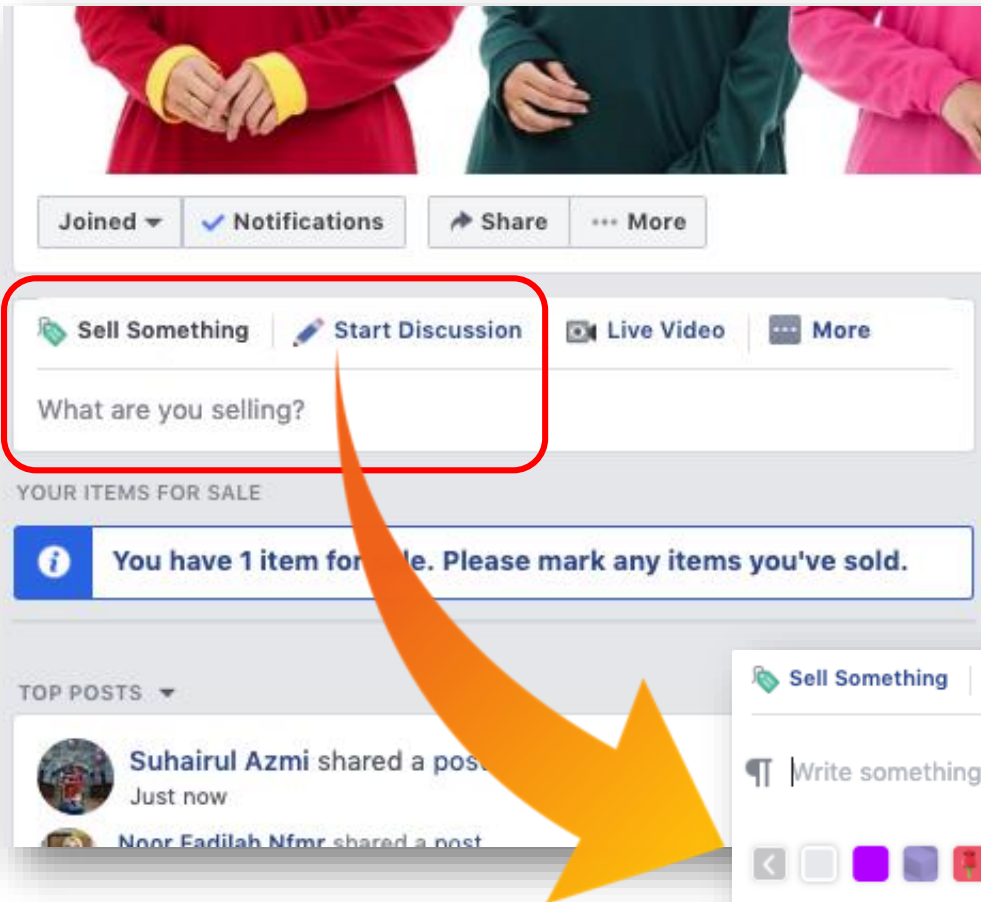 Joined Notifications Share ··· More
Sell Something Start Discussion Live Video More
What are you selling?
YOUR ITEMS FOR SALE
You have 1 item for le. Please mark any items you've sold.
TOP POSTS
Suhairul Azmi shared a post
Just now
Noor Fadilah Nfmr shared a post
Sell Something
Write something